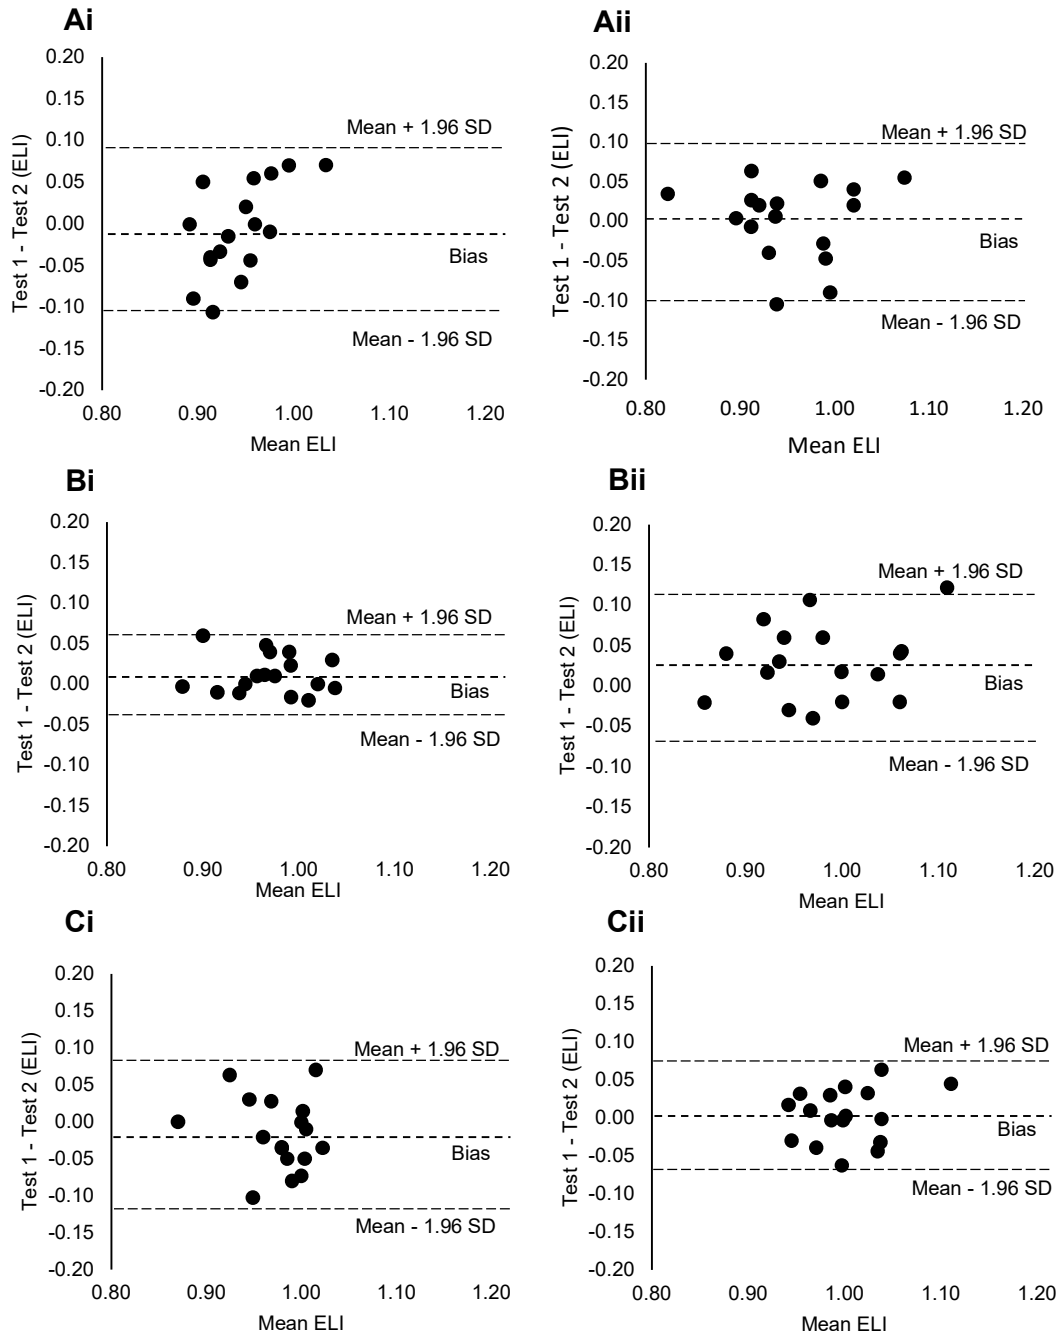 Ai
0.20
0.15
0.10
0.05
0.00
-0.05
-0.10
-0.15
-0.20
Test 1 - Test 2 (ELI)
Mean + 1.96 SD
Bias
Mean - 1.96 SD
0.80 0.90 1.00 1.10 1.20
Mean ELI
Aii
0.20
0.15
0.10
0.05
0.00
-0.05
-0.10
-0.15
-0.20
Test 1 - Test 2 (ELI)
Mean + 1.96 SD
Bias
Mean - 1.96 SD
0.80 0.90 1.00 1.10 1.20
Mean ELI
Bi
0.20
0.15
0.10
0.05
0.00
-0.05
-0.10
-0.15
-0.20
Test 1 - Test 2 (ELI)
Mean + 1.96 SD
Bias
Mean - 1.96 SD
0.80 0.90 1.00 1.10 1.20
Mean ELI
Bii
0.20
0.15
0.10
0.05
0.00
-0.05
-0.10
-0.15
-0.20
Test 1 - Test 2 (ELI)
Mean + 1.96 SD
Bias
Mean - 1.96 SD
0.80 0.90 1.00 1.10 1.20
Mean ELI
Ci
0.20
0.15
0.10
0.05
0.00
-0.05
-0.10
-0.15
-0.20
Test 1 - Test 2 (ELI)
Mean + 1.96 SD
Bias
Mean - 1.96 SD
0.80 0.90 1.00 1.10 1.20
Mean ELI
Cii
0.20
0.15
0.10
0.05
0.00
-0.05
-0.10
-0.15
-0.20
Test 1 - Test 2 (ELI)
Mean + 1.96 SD
Bias
Mean - 1.96 SD
0.80 0.90 1.00 1.10 1.20
Mean ELI